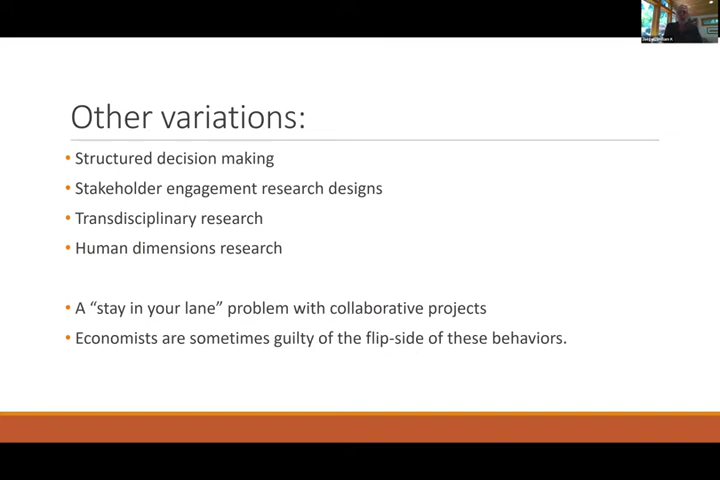 Other variations:
• Structured decision making
• Stakeholder engagement research designs
• Transdisciplinary research
• Human dimensions research
• A “stay in your lane” problem with collaborative projects
• Economists are sometimes guilty of the flip-side of these behaviors.